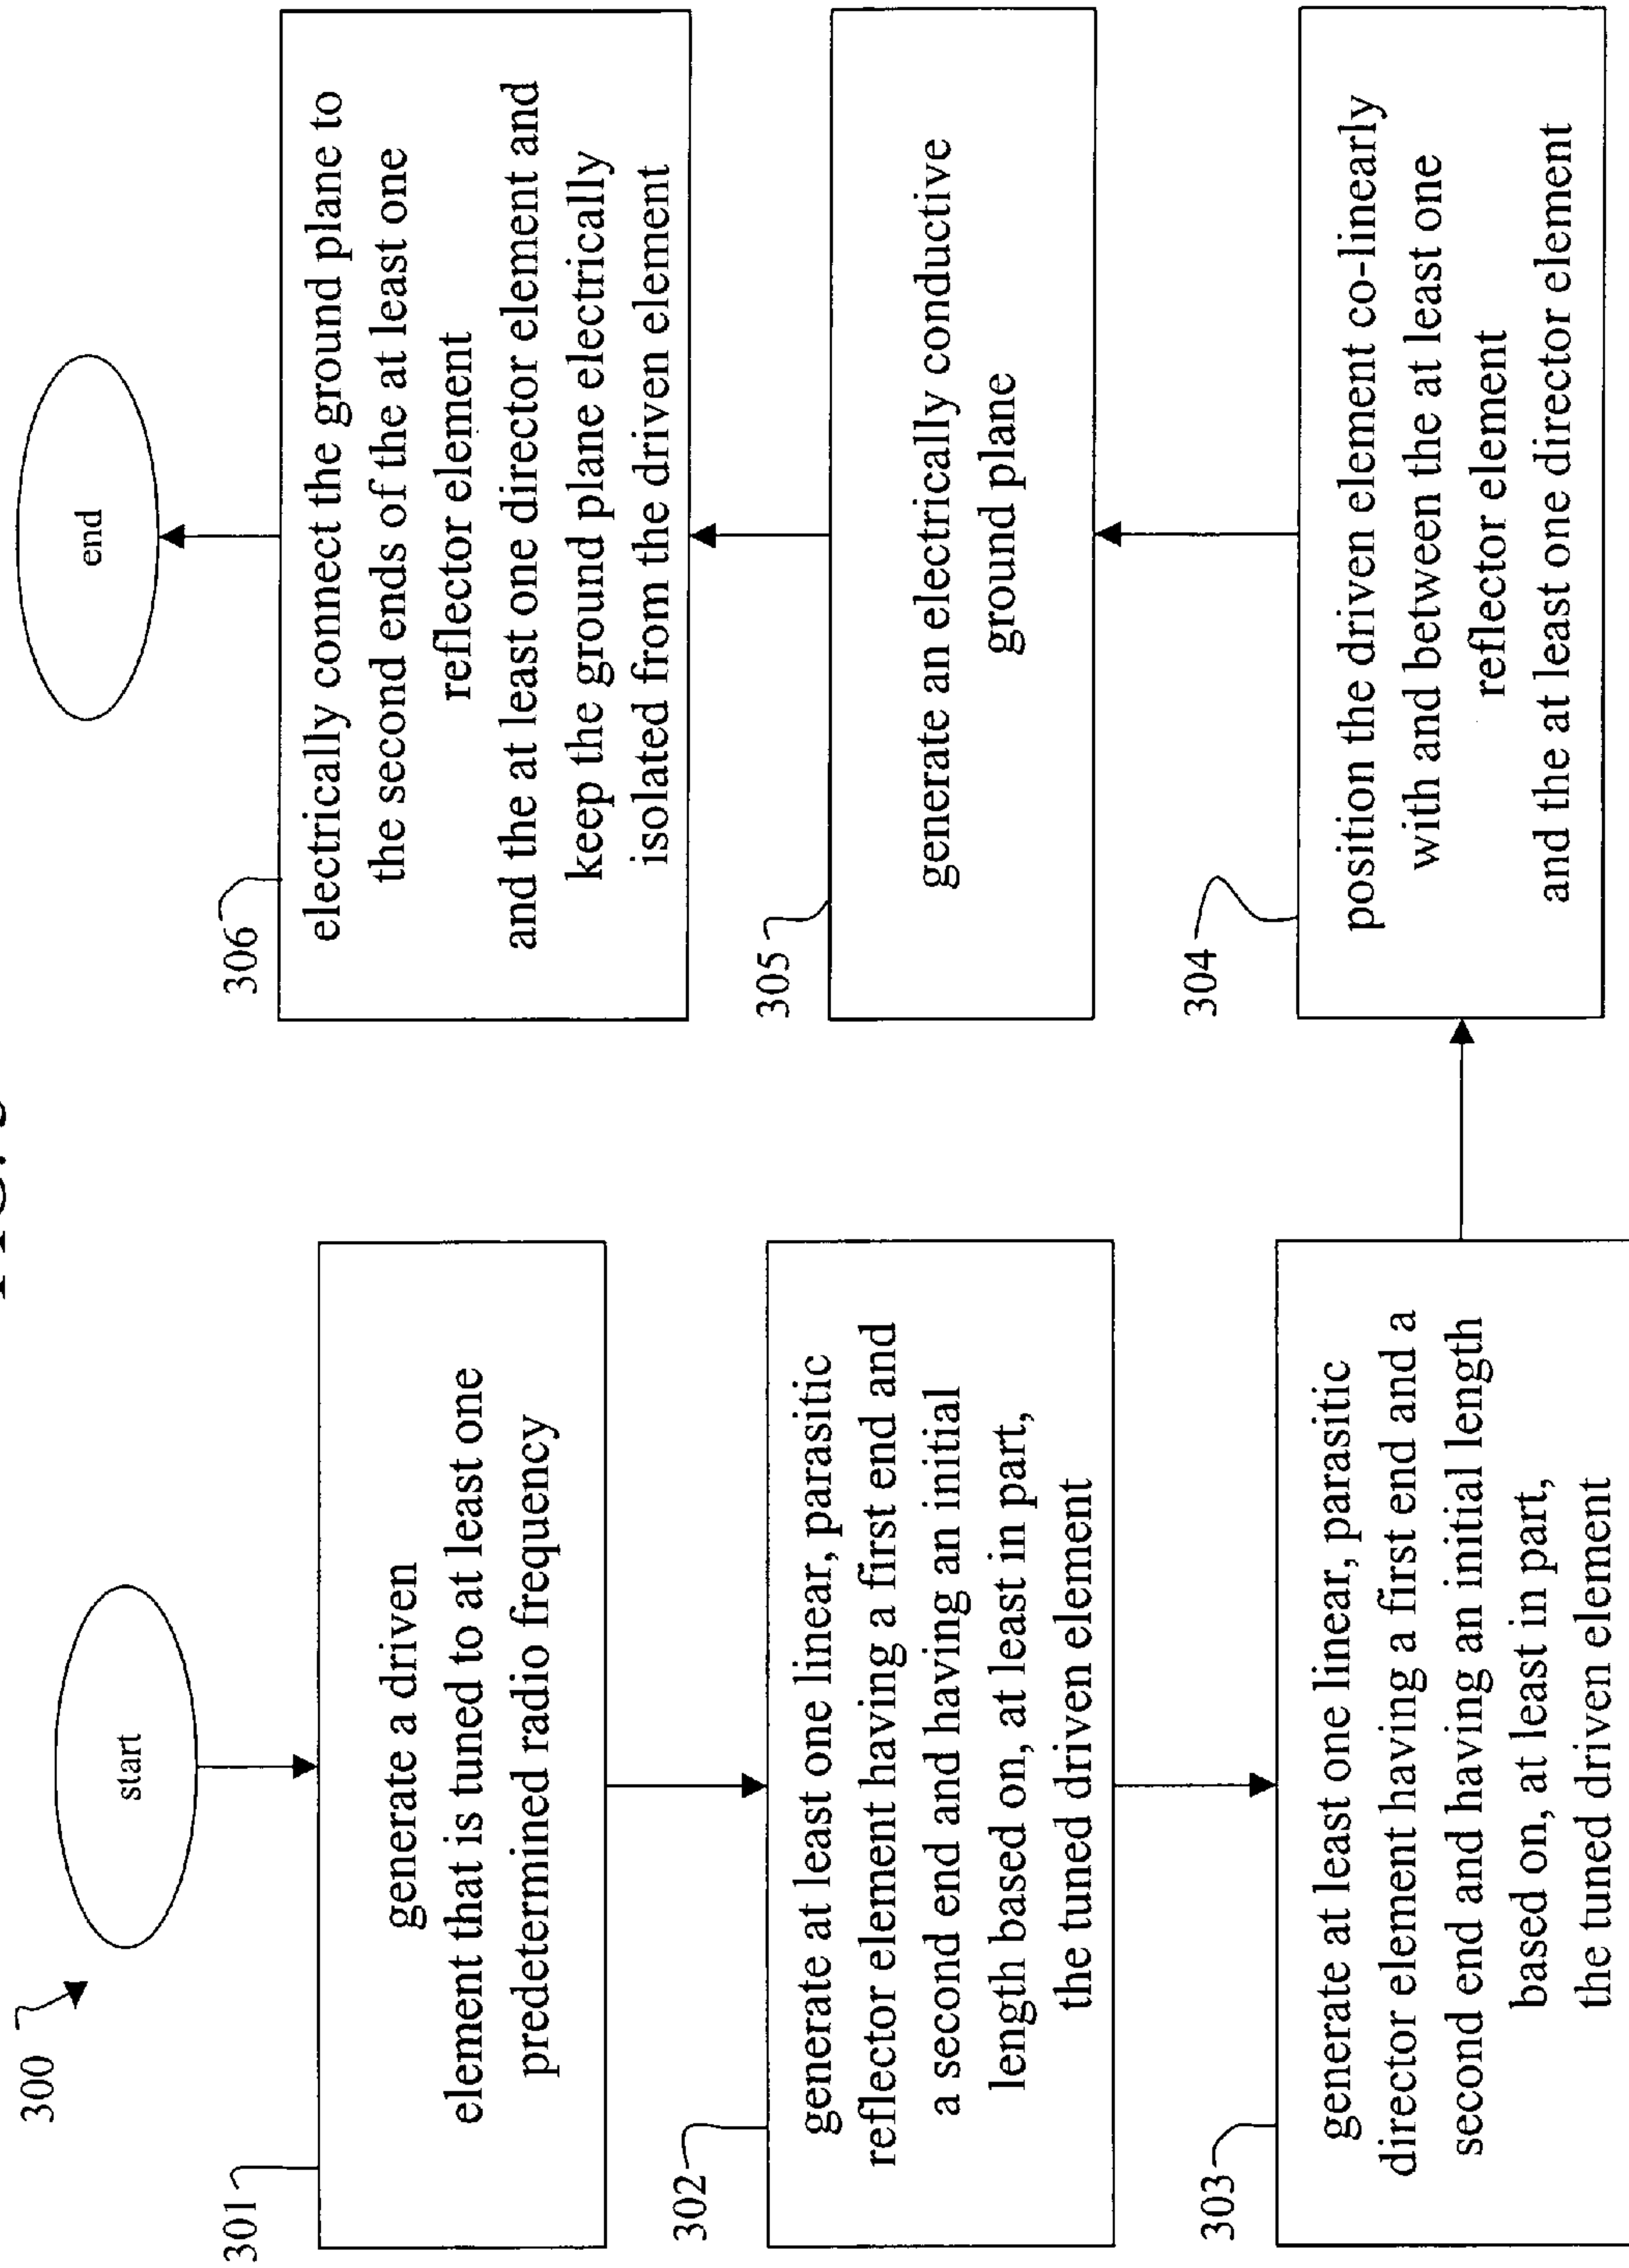 300
start
301
generate a driven
element that is tuned to at least one
predetermined radio frequency
302
generate at least one linear, parasitic
reflector element having a first end and
a second end and having an initial
length based on, at least in part,
the tuned driven element
303
generate at least one linear, parasitic
director element having a first end and a
second end and having an initial length
based on, at least in part,
the tuned driven element
304
position the driven element co-linearly
with and between the at least one
reflector element
and the at least one director element
305
generate an electrically conductive
ground plane
306
electrically connect the ground plane to
the second ends of the at least one
reflector element
and the at least one director element and
keep the ground plane electrically
isolated from the driven element
end